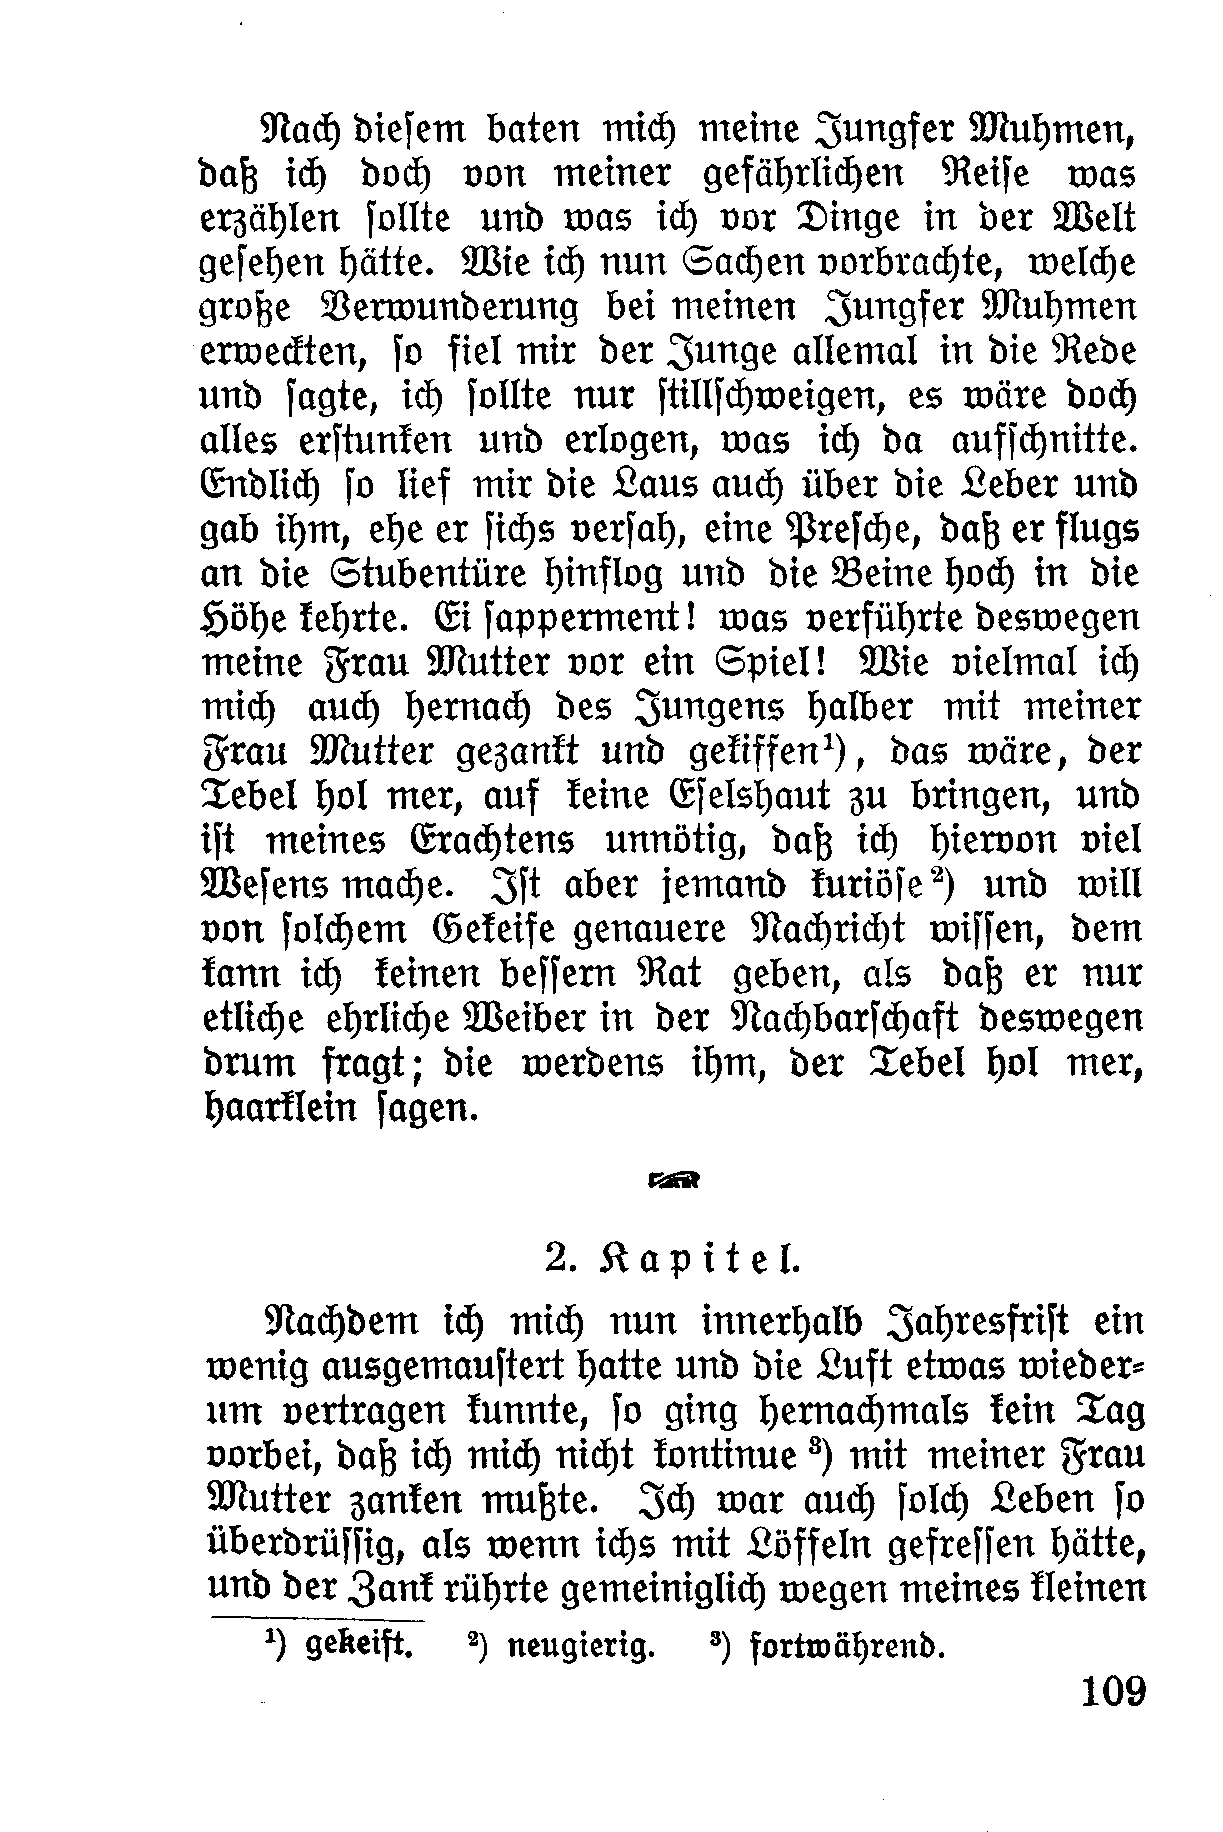 Nach dieſem baten mich meine Jungfer Muhmen,
daß ich doch von meiner gefährlichen Reiſe was
erzählen ſollte und was ich vor Dinge in der Welt
geſehen hätte. Wie ich nun Sachen vorbrachte, welche
große Verwunderung bei meinen Jungfer Muhmen
erweckten, ſo fiel mir der Junge allemal in die Rede
und ſagte, ich ſollte nur ſtillſchweigen, es wäre doch
alles erſtunken und erlogen, was ich da aufſchnitte.
Endlich ſo lief mir die Laus auch über die Leber und
gab ihm, ehe er ſichs verſah, eine Preſche, daß er flugs
an die Stubentüre hinflog und die Beine hoch in die
Höhe kehrte. Ei ſapperment! was verführte deswegen
meine Frau Mutter vor ein Spiel! Wie vielmal ich
mich auch hernach des Jungens halber mit meiner
Frau Mutter gezankt und gekiffen¹), das wäre, der
Tebel hol mer, auf keine Eſelshaut zu bringen, und
iſt meines Erachtens unnötig, daß ich hiervon viel
Weſens mache. Iſt aber jemand kuriöſe²) und will
von ſolchem Gekeife genauere Nachricht wiſſen, dem
kann ich keinen beſſern Rat geben, als daß er nur
etliche ehrliche Weiber in der Nachbarſchaft deswegen
drum fragt; die werdens ihm, der Tebel hol mer,
haarklein ſagen.
2. Kapitel.
Nachdem ich mich nun innerhalb Jahresfriſt ein
wenig ausgemauſtert hatte und die Luft etwas wieder-
um vertragen kunnte, ſo ging hernachmals kein Tag
vorbei, daß ich mich nicht kontinue³) mit meiner Frau
Mutter zanken mußte. Ich war auch ſolch Leben ſo
überdrüſſig, als wenn ichs mit Löffeln gefreſſen hätte,
und der Zank rührte gemeiniglich wegen meines kleinen
¹) gekeift. ²) neugierig. ³) fortwährend.
109